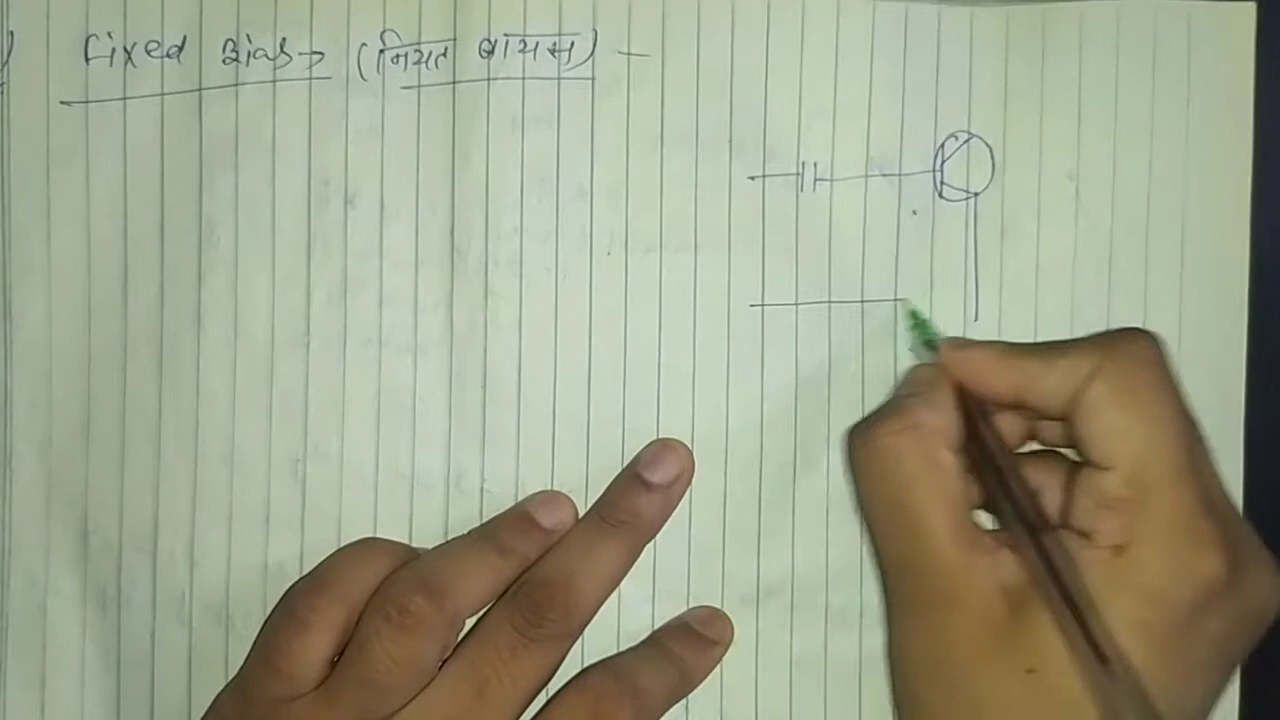 ) Fixed Bias → (नियत बायस) —